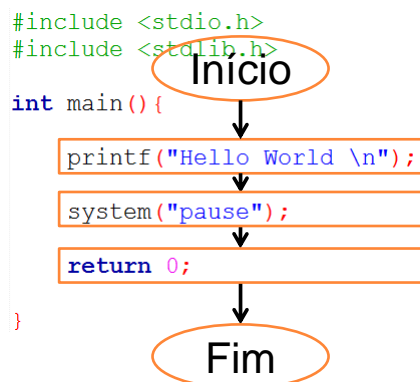 #include <stdio.h>
#include <stdlib.h>
Início
int main(){
printf("Hello World \n");
system("pause");
return 0;
}
Fim